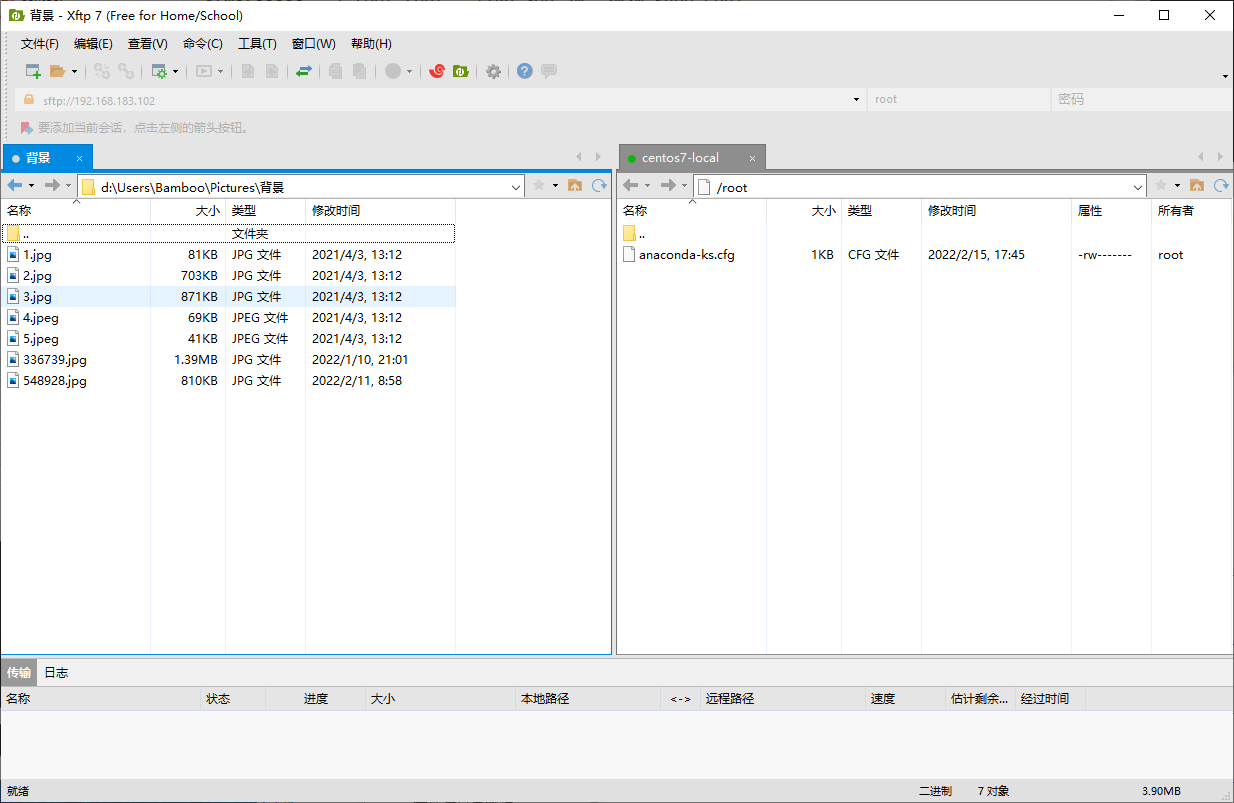 背景 - Xftp 7 (Free for Home/School)
文件(F) 编辑(E) 查看(V) 命令(C) 工具(T) 窗口(W) 帮助(H)
sftp://192.168.183.102 root 密码
要添加当前会话，点击左侧的箭头按钮。
背景 × centos7-local ×
d:\Users\Bamboo\Pictures\背景 /root
名称 大小 类型 修改时间 名称 大小 类型 修改时间 属性 所有者
.. 文件夹 ..
1.jpg 81KB JPG 文件 2021/4/3, 13:12 anaconda-ks.cfg 1KB CFG 文件 2022/2/15, 17:45 -rw------- root
2.jpg 703KB JPG 文件 2021/4/3, 13:12
3.jpg 871KB JPG 文件 2021/4/3, 13:12
4.jpeg 69KB JPEG 文件 2021/4/3, 13:12
5.jpeg 41KB JPEG 文件 2021/4/3, 13:12
336739.jpg 1.39MB JPG 文件 2022/1/10, 21:01
548928.jpg 810KB JPG 文件 2022/2/11, 8:58
传输 日志
名称 状态 进度 大小 本地路径 <-> 远程路径 速度 估计剩余... 经过时间
就绪 二进制 7 对象 3.90MB